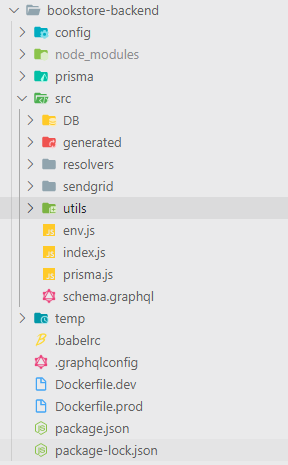 bookstore-backend
config
node_modules
prisma
src
DB
generated
resolvers
sendgrid
utils
env.js
index.js
prisma.js
schema.graphql
temp
.babelrc
.graphqlconfig
Dockerfile.dev
Dockerfile.prod
package.json
package-lock.json